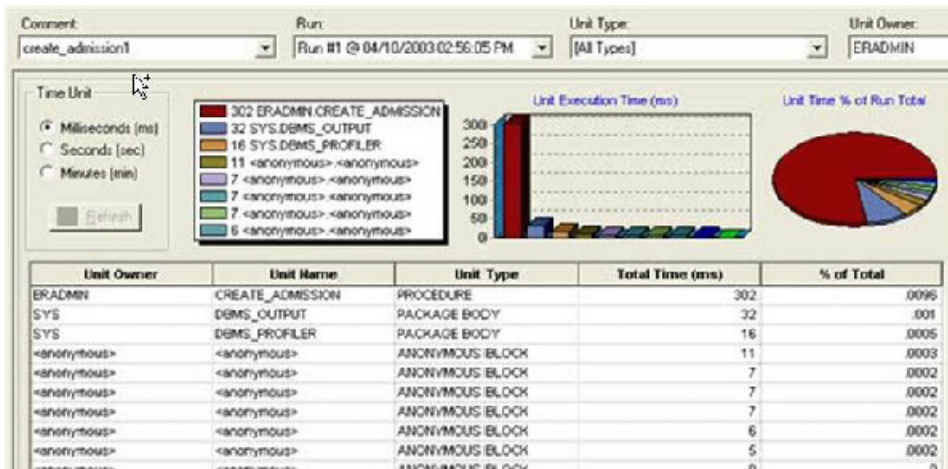 Comment: Run: Unit Type: Unit Owner:
create_admission1 Run #1 @ 04/10/2003 02:56:05 PM [All Types] ERADMIN
Time Unit
Milliseconds (ms)
Seconds (sec)
Minutes (min)
Refresh
302 ERADMIN.CREATE_ADMISSION
32 SYS.DBMS_OUTPUT
16 SYS.DBMS_PROFILER
11 <anonymous>.<anonymous>
7 <anonymous>.<anonymous>
7 <anonymous>.<anonymous>
7 <anonymous>.<anonymous>
6 <anonymous>.<anonymous>
Unit Execution Time (ms)
300
250
200
150
100
50
0
Unit Time % of Run Total
Unit Owner Unit Name Unit Type Total Time (ms) % of Total
ERADMIN CREATE_ADMISSION PROCEDURE 302 .0096
SYS DBMS_OUTPUT PACKAGE BODY 32 .001
SYS DBMS_PROFILER PACKAGE BODY 16 .0005
<anonymous> <anonymous> ANONYMOUS BLOCK 11 .0003
<anonymous> <anonymous> ANONYMOUS BLOCK 7 .0002
<anonymous> <anonymous> ANONYMOUS BLOCK 7 .0002
<anonymous> <anonymous> ANONYMOUS BLOCK 7 .0002
<anonymous> <anonymous> ANONYMOUS BLOCK 6 .0002
<anonymous> <anonymous> ANONYMOUS BLOCK 5 .0002